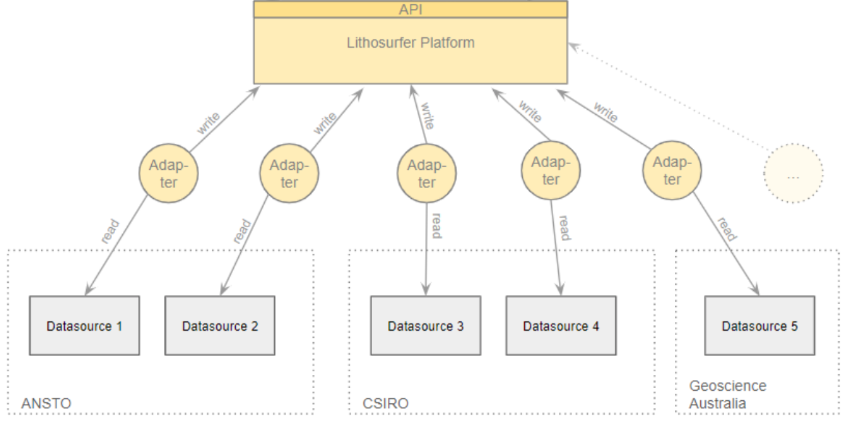 API
Lithosurfer Platform
write
write
write
write
write
Adap-
ter
Adap-
ter
Adap-
ter
Adap-
ter
Adap-
ter
...
read
read
read
read
read
Datasource 1
Datasource 2
Datasource 3
Datasource 4
Datasource 5
ANSTO
CSIRO
Geoscience
Australia